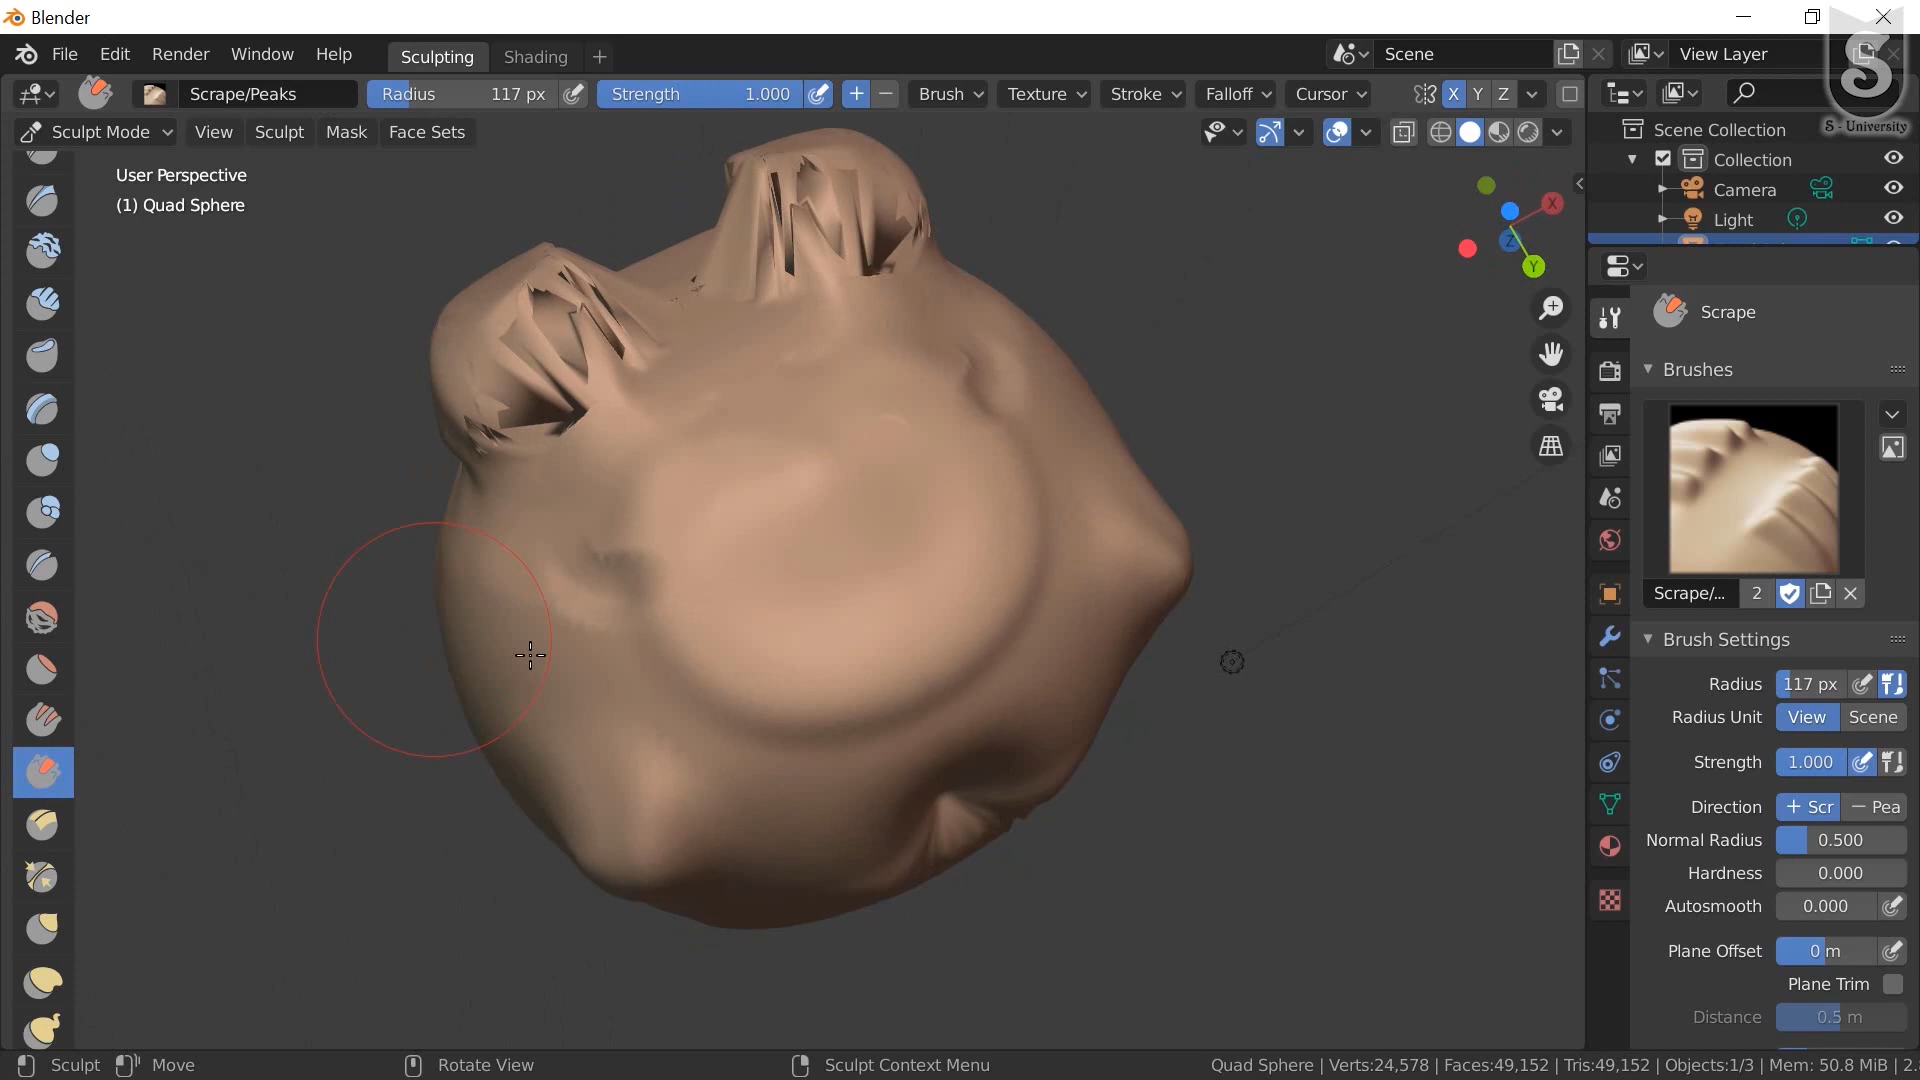 Blender
File Edit Render Window Help Sculpting Shading + Scene View Layer
Scrape/Peaks Radius 117 px Strength 1.000 Brush Texture Stroke Falloff Cursor X Y Z
Sculpt Mode View Sculpt Mask Face Sets
S - University
Scene Collection
Collection
Camera
Light
User Perspective
(1) Quad Sphere
X
Z
Y
Scrape
Brushes
Scrape/... 2
Brush Settings
Radius 117 px
Radius Unit View Scene
Strength 1.000
Direction + Scr — Pea
Normal Radius 0.500
Hardness 0.000
Autosmooth 0.000
Plane Offset 0 m
Plane Trim
Distance 0.5 m
Sculpt Move Rotate View Sculpt Context Menu Quad Sphere | Verts:24,578 | Faces:49,152 | Tris:49,152 | Objects:1/3 | Mem: 50.8 MiB | 2.